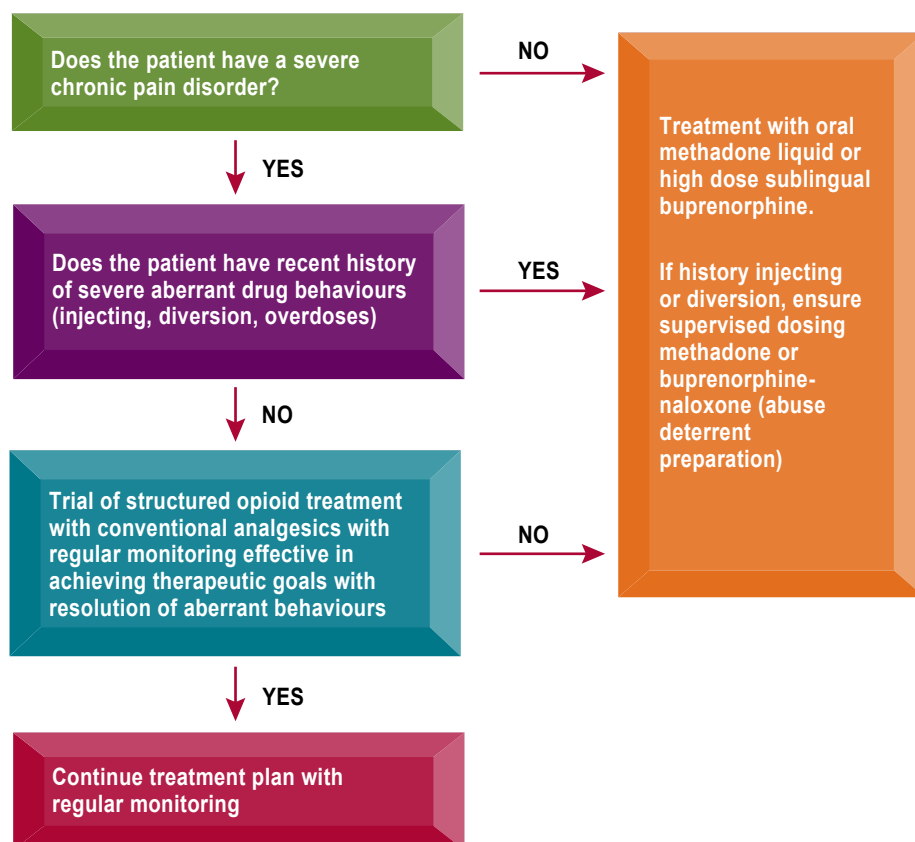 Does the patient have a severe
chronic pain disorder?
NO
YES
Does the patient have recent history
of severe aberrant drug behaviours
(injecting, diversion, overdoses)
YES
NO
Trial of structured opioid treatment
with conventional analgesics with
regular monitoring effective in
achieving therapeutic goals with
resolution of aberrant behaviours
NO
YES
Continue treatment plan with
regular monitoring
Treatment with oral
methadone liquid or
high dose sublingual
buprenorphine.
If history injecting
or diversion, ensure
supervised dosing
methadone or
buprenorphine-
naloxone (abuse
deterrent
preparation)